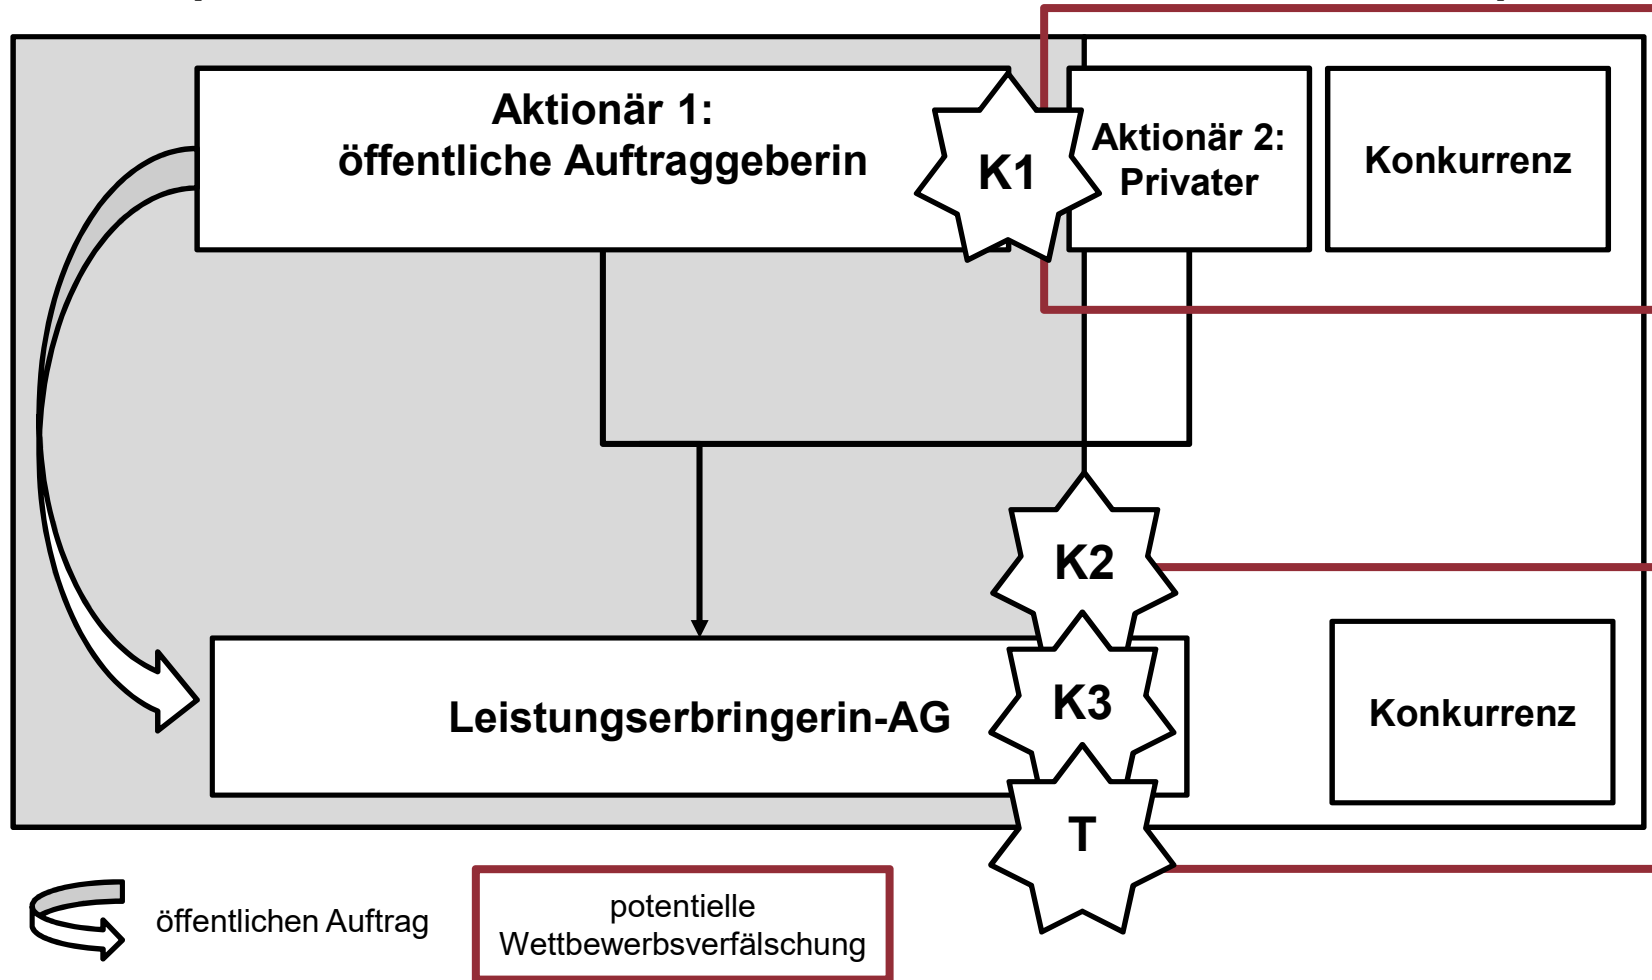 Aktionär 1:
öffentliche Auftraggeberin
K1
Aktionär 2:
Privater
Konkurrenz
K2
K3
Leistungserbringerin-AG
Konkurrenz
T
öffentlichen Auftrag
potentielle
Wettbewerbsverfälschung